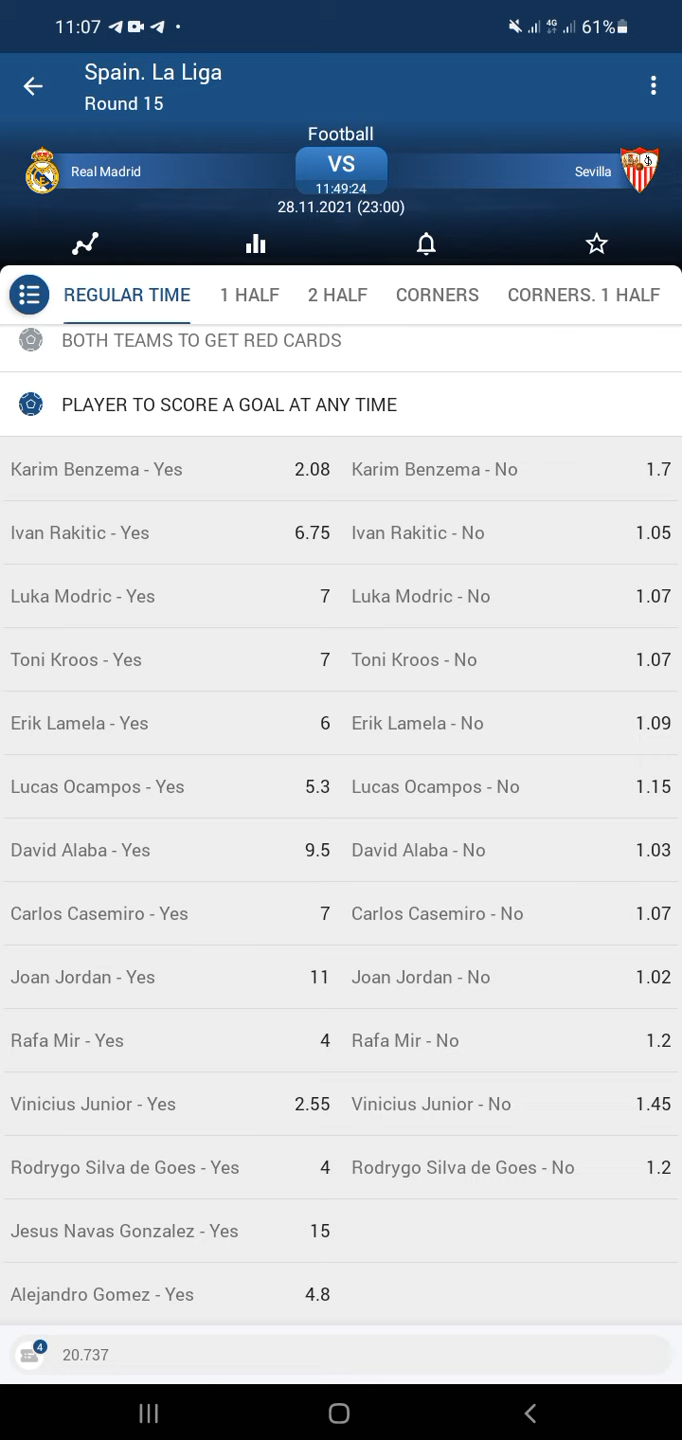 11:07
4G
61%
Spain. La Liga
Round 15
Football
Real Madrid
VS
Sevilla
11:49:24
28.11.2021 (23:00)
REGULAR TIME 1 HALF 2 HALF CORNERS CORNERS. 1 HALF
BOTH TEAMS TO GET RED CARDS
PLAYER TO SCORE A GOAL AT ANY TIME
Karim Benzema - Yes 2.08 Karim Benzema - No 1.7
Ivan Rakitic - Yes 6.75 Ivan Rakitic - No 1.05
Luka Modric - Yes 7 Luka Modric - No 1.07
Toni Kroos - Yes 7 Toni Kroos - No 1.07
Erik Lamela - Yes 6 Erik Lamela - No 1.09
Lucas Ocampos - Yes 5.3 Lucas Ocampos - No 1.15
David Alaba - Yes 9.5 David Alaba - No 1.03
Carlos Casemiro - Yes 7 Carlos Casemiro - No 1.07
Joan Jordan - Yes 11 Joan Jordan - No 1.02
Rafa Mir - Yes 4 Rafa Mir - No 1.2
Vinicius Junior - Yes 2.55 Vinicius Junior - No 1.45
Rodrygo Silva de Goes - Yes 4 Rodrygo Silva de Goes - No 1.2
Jesus Navas Gonzalez - Yes 15
Alejandro Gomez - Yes 4.8
4
20.737